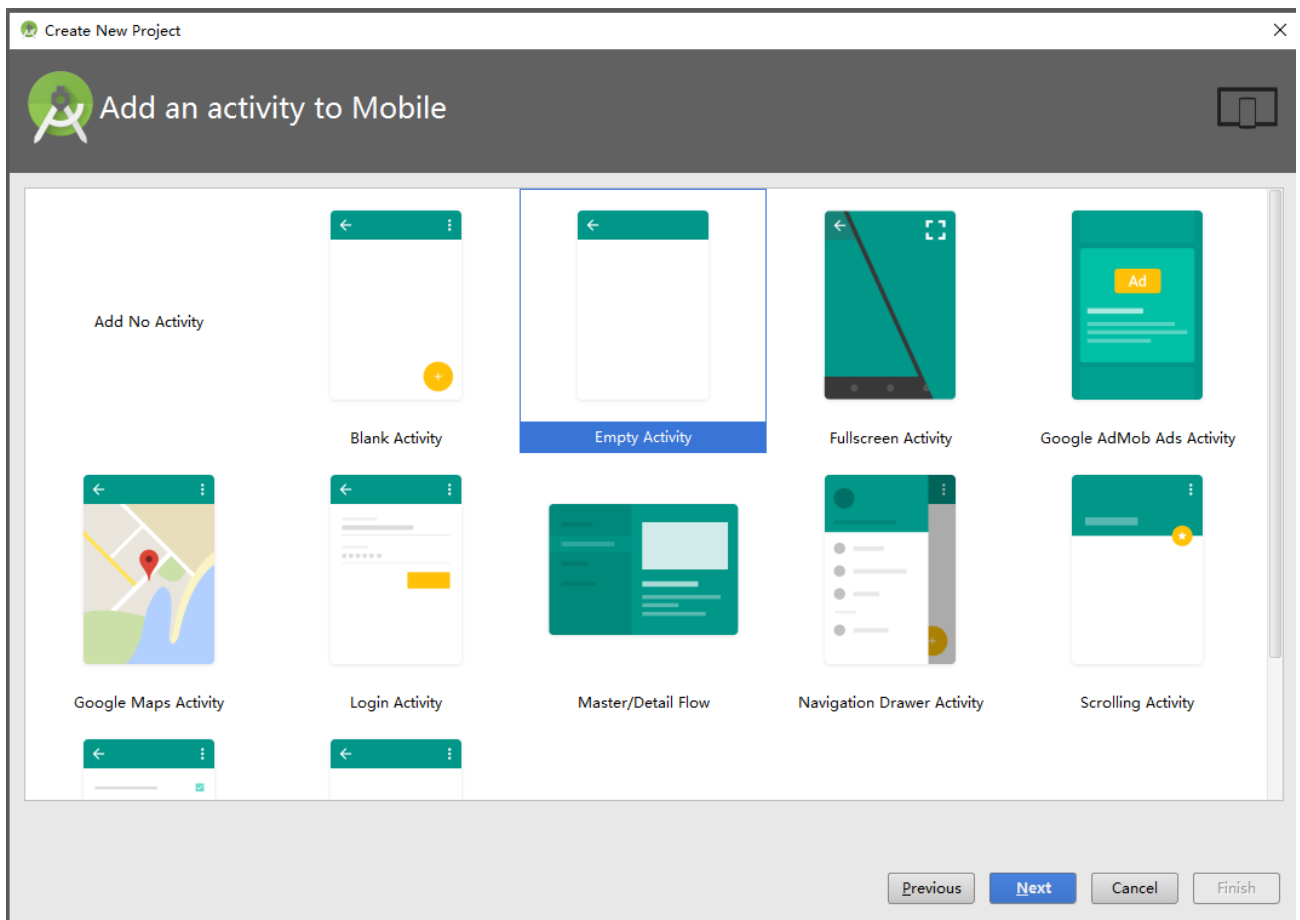 Create New Project
Add an activity to Mobile
Add No Activity
Blank Activity
Empty Activity
Fullscreen Activity
Ad
Google AdMob Ads Activity
Google Maps Activity
Login Activity
Master/Detail Flow
Navigation Drawer Activity
Scrolling Activity
Previous
Next
Cancel
Finish